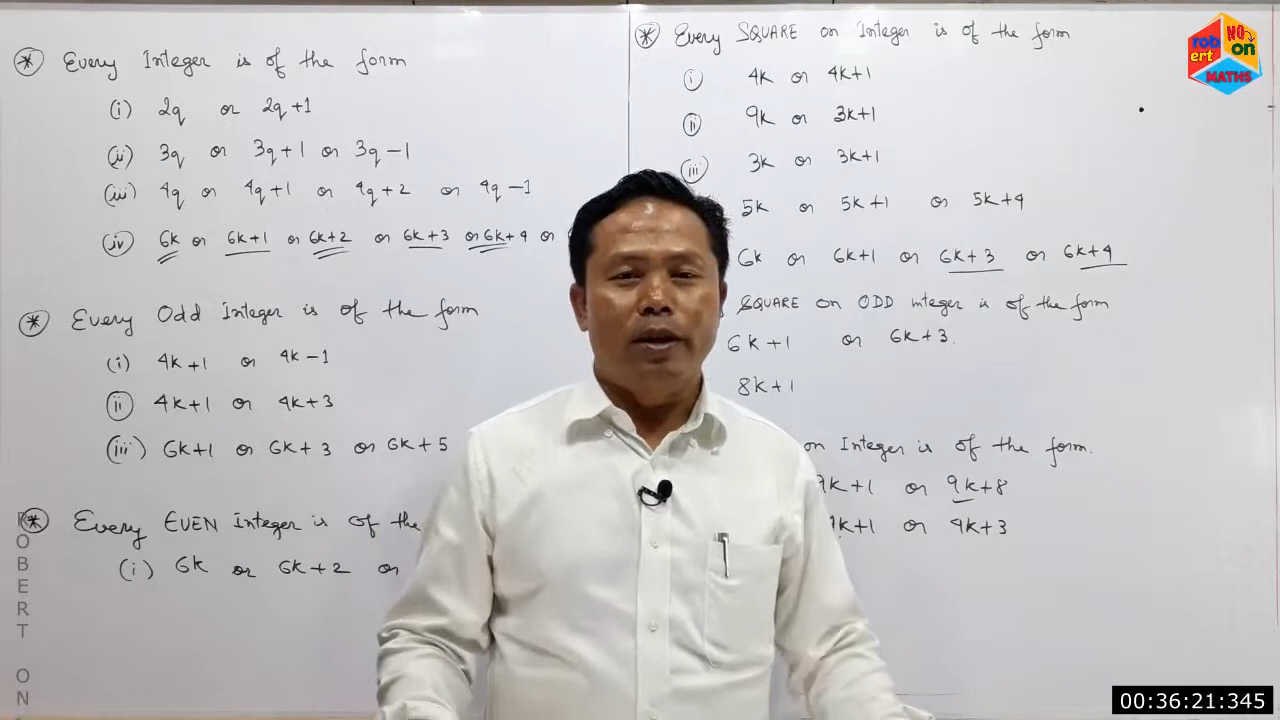 * Every Integer is of the form
(i) 2q or 2q+1
(ii) 3q or 3q+1 or 3q-1
(iii) 4q or 4q+1 or 4q+2 or 4q-1
(iv) 6k or 6k+1 or 6k+2 or 6k+3 or 6k+4 or
* Every Odd Integer is of the form
(i) 4k+1 or 4k-1
(ii) 4k+1 or 4k+3
(iii) 6k+1 or 6k+3 or 6k+5
* Every EVEN Integer is of the
(i) 6k or 6k+2 or
* Every SQUARE on Integer is of the form
(i) 4k or 4k+1
(ii) 9k or 3k+1
(iii) 3k or 3k+1
5k or 5k+1 or 5k+4
6k or 6k+1 or 6k+3 or 6k+4
SQUARE on ODD integer is of the form
6k+1 or 6k+3.
8k+1
on Integer is of the form.
9k+1 or 9k+8
4k+1 or 4k+3
robert NO on
MATHS
ROBERT ON
00:36:21:345